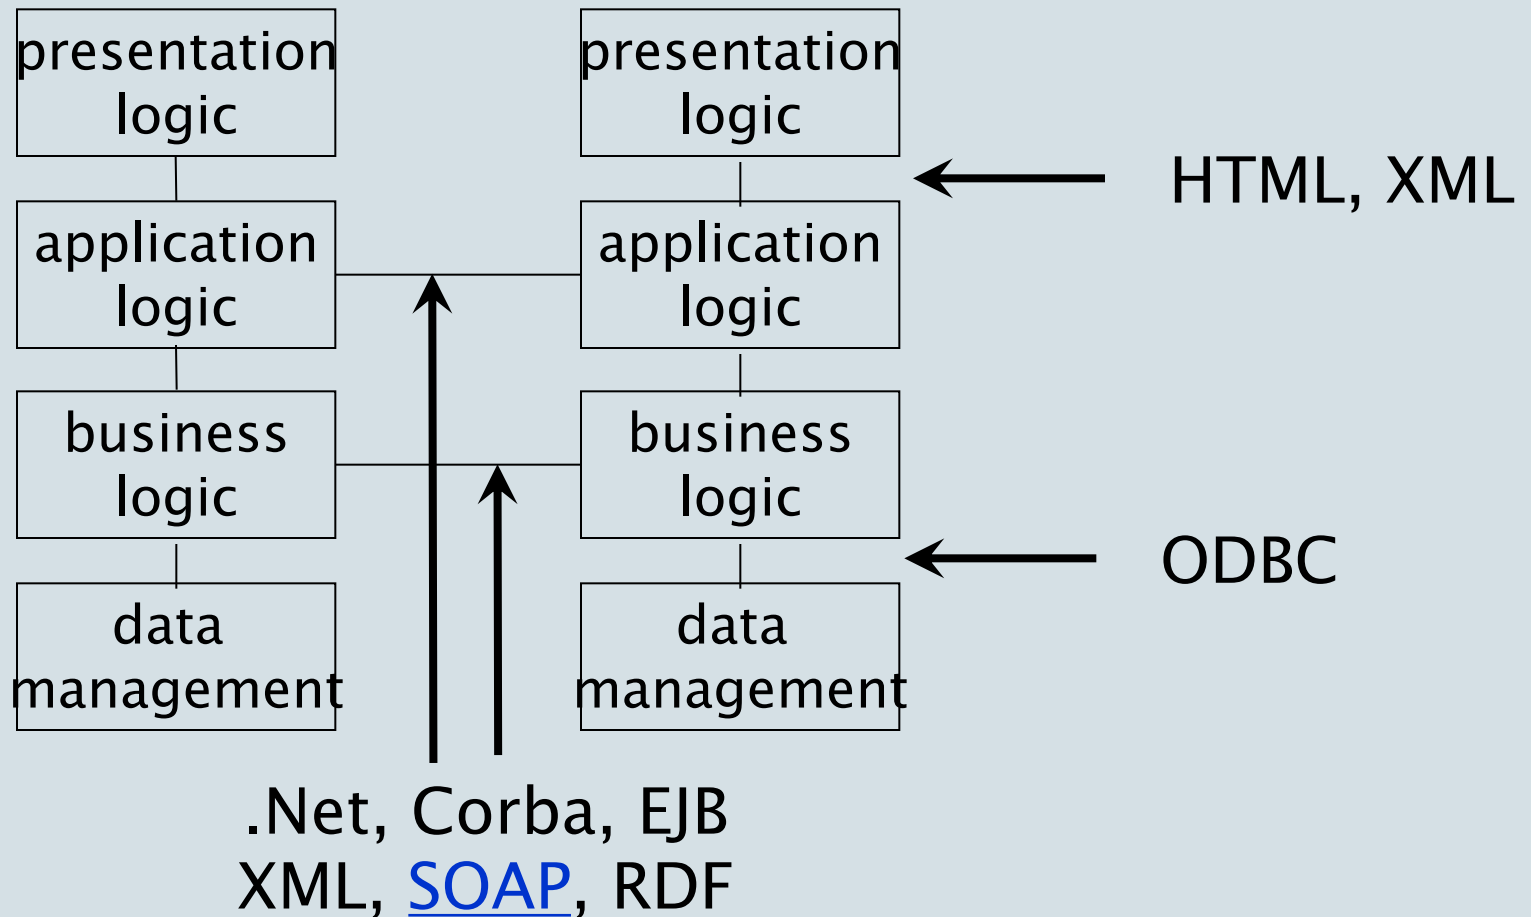 presentation
logic
presentation
logic
HTML, XML
application
logic
application
logic
business
logic
business
logic
ODBC
data
management
data
management
.Net, Corba, EJB
XML, SOAP, RDF